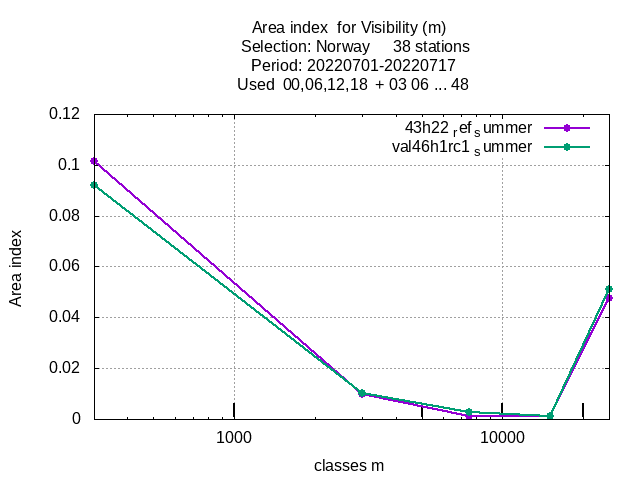 Area index for Visibility (m)
Selection: Norway 38 stations
Period: 20220701-20220717
Used 00,06,12,18 + 03 06 ... 48
43h22 ref summer
val46h1rc1 summer
0.12
0.1
0.08
0.06
0.04
0.02
0
Area index
1000
10000
classes m